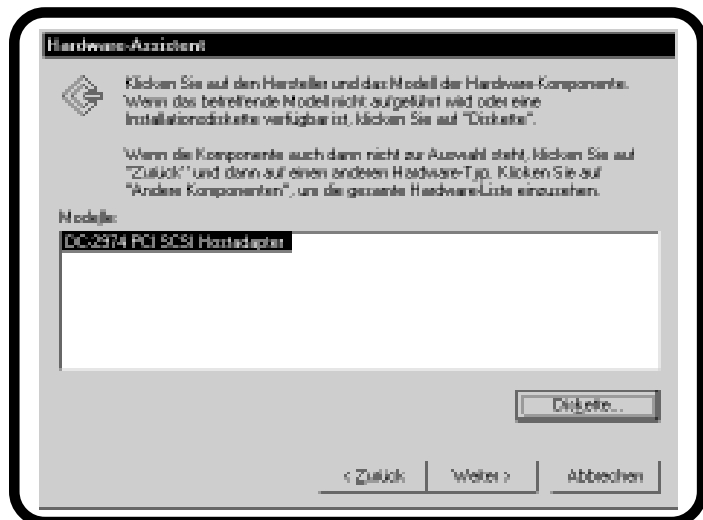 Hardware-Assistent
Klicken Sie auf den Hersteller und das Modell der Hardware-Komponente.
Wenn das betreffende Modell nicht aufgeführt wird oder eine
Installationsdiskette verfügbar ist, klicken Sie auf "Diskette".
Wenn die Komponente auch dann nicht zur Auswahl steht, klicken Sie auf
"Zurück" und dann auf einen anderen Hardware-Typ. Klicken Sie auf
"Andere Komponenten", um die gesamte Hardware-Liste einzusehen.
Modelle:
DC-2974 PCI SCSI Hostadapter
Diskette...
< Zurück
Weiter >
Abbrechen